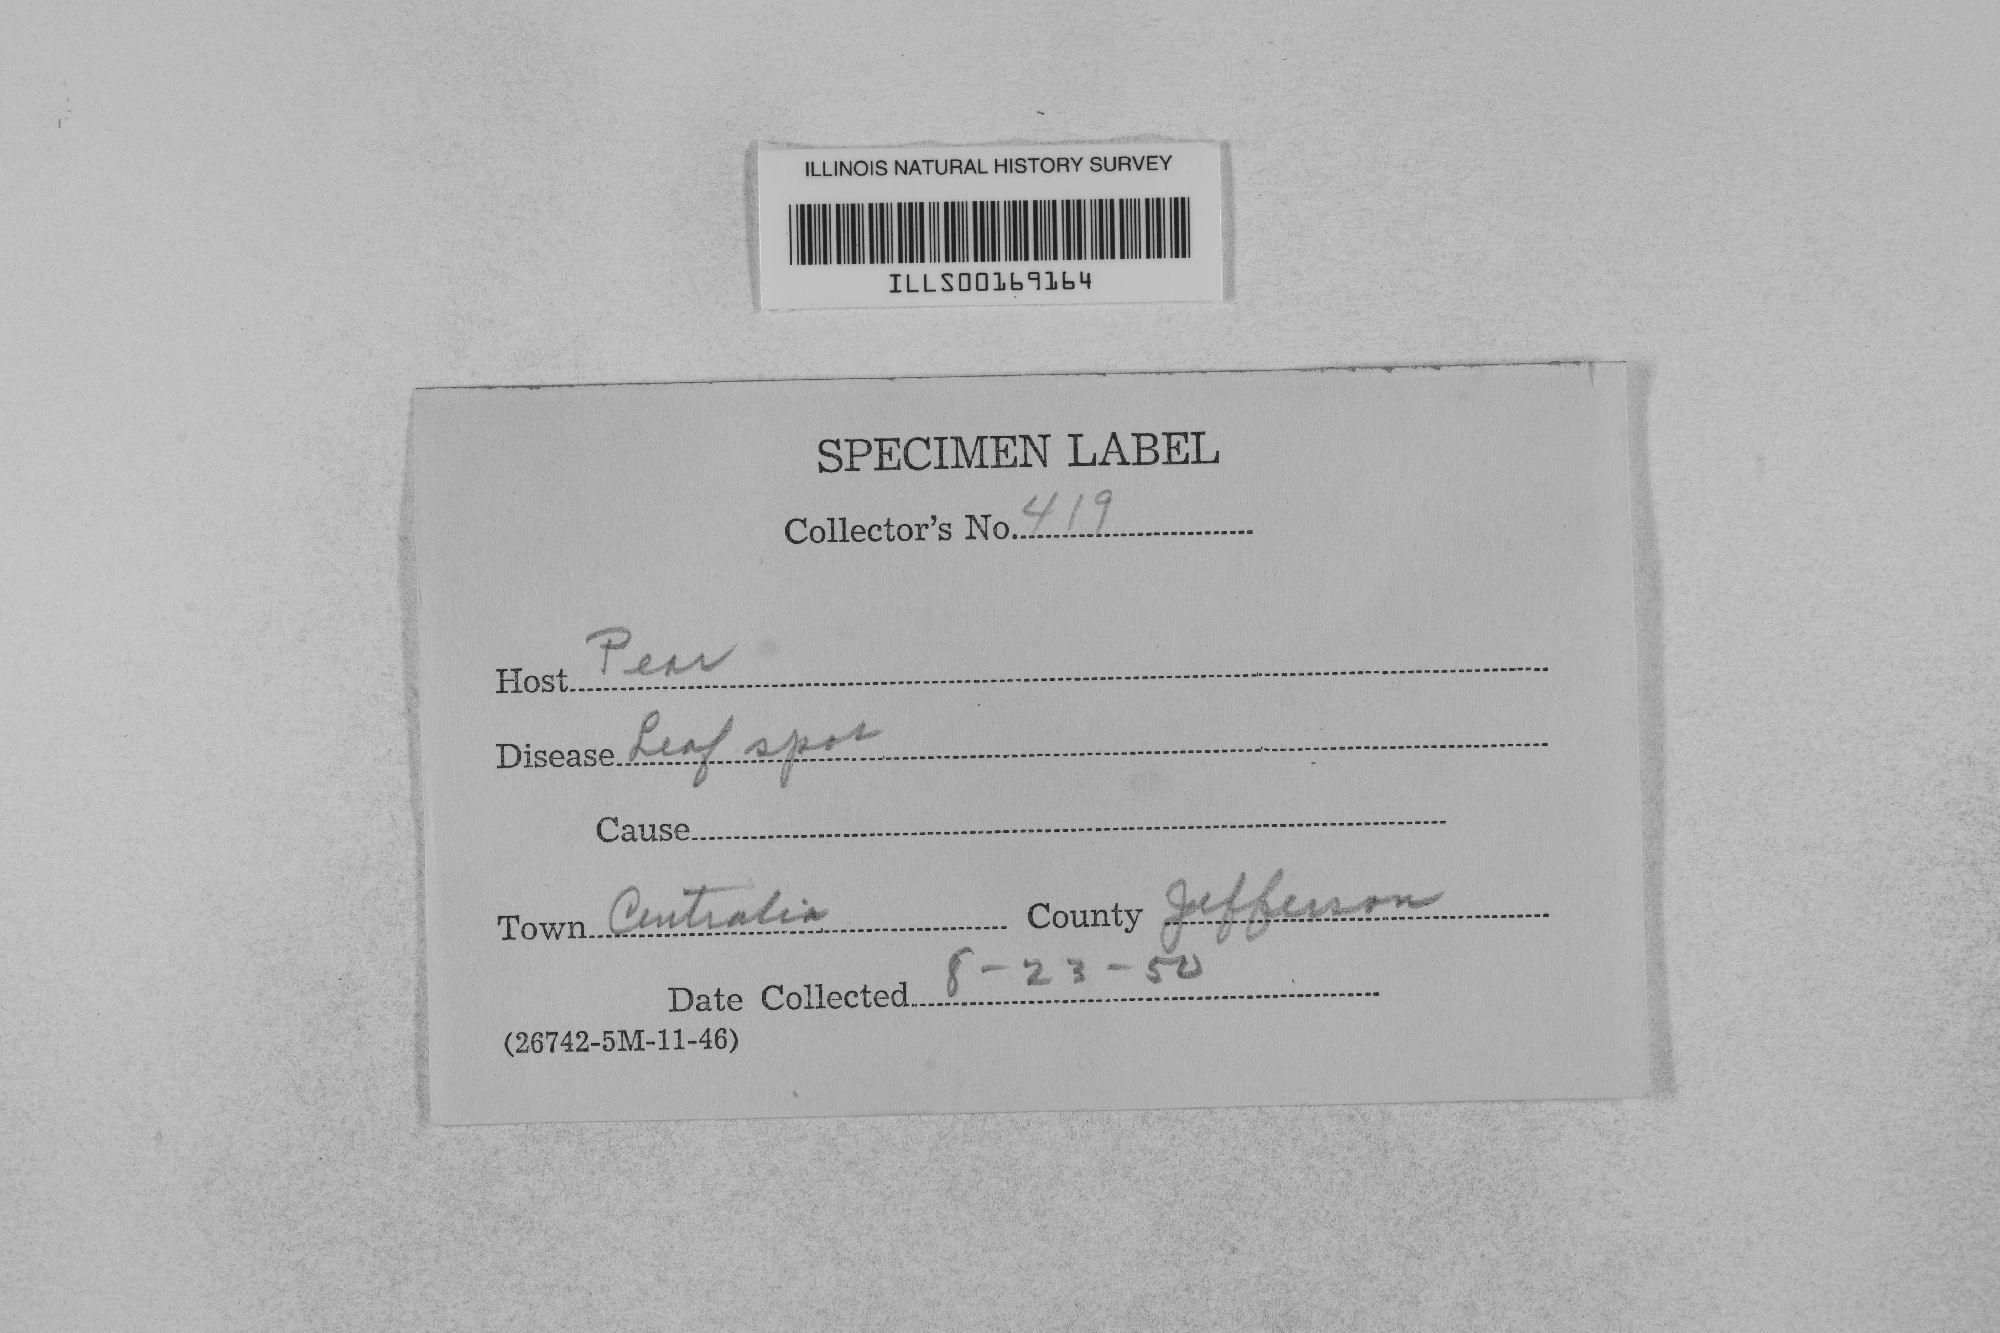 ILLINOIS NATURAL HISTORY SURVEY
ILLS00169164
SPECIMEN LABEL
Collector's No. 419
Host Pear
Disease Leaf spot
Cause
Town Centralia County Jefferson
Date Collected 8-23-50
(26742-5M-11-46)